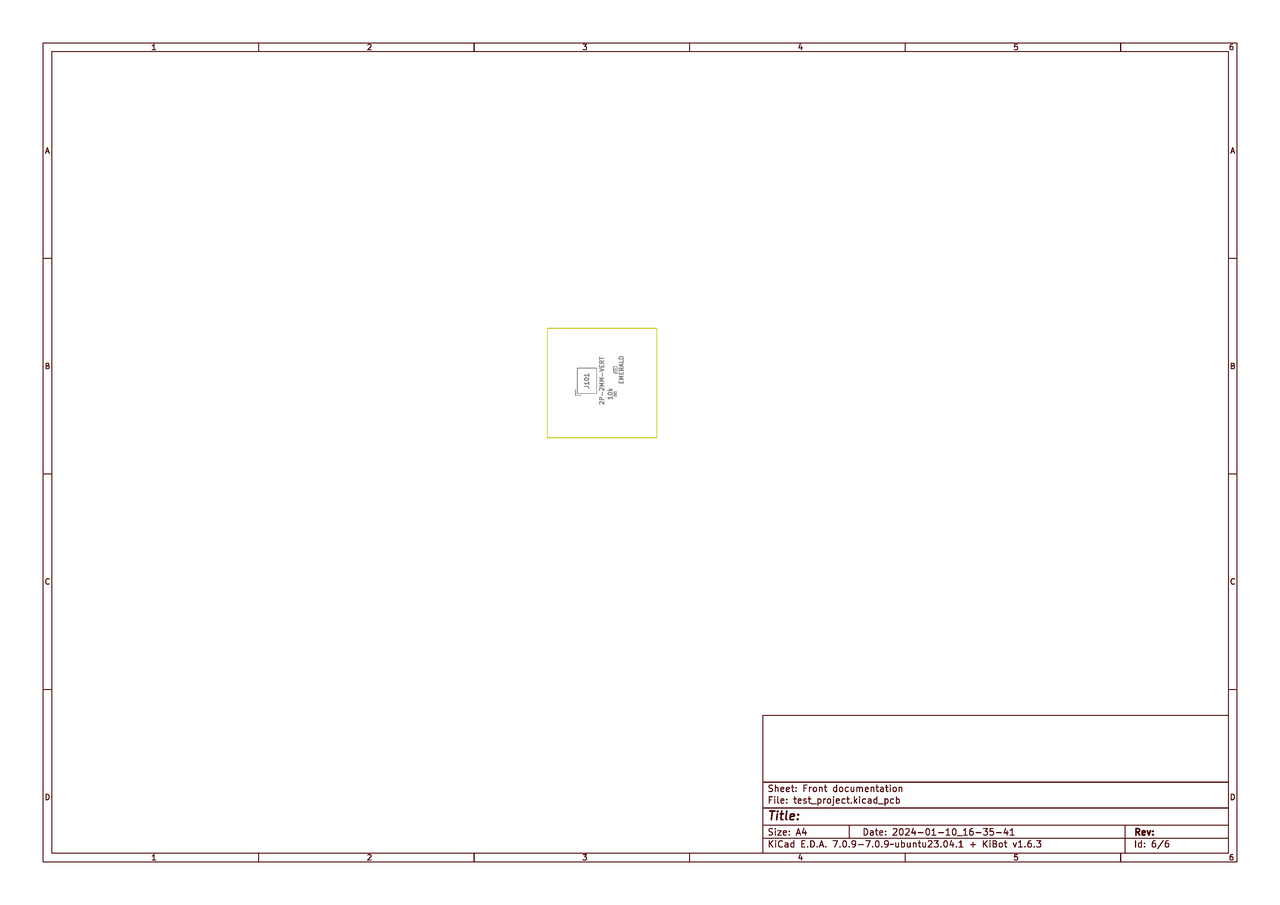 1 2 3 4 5 6
A A
J101
2P-2MM-VERT
10k
EMERALD
B B
C C
D D
Sheet: Front documentation
File: test_project.kicad_pcb
Title:
Size: A4 Date: 2024-01-10_16-35-41 Rev:
KiCad E.D.A. 7.0.9-7.0.9~ubuntu23.04.1 + KiBot v1.6.3 Id: 6/6
1 2 3 4 5 6